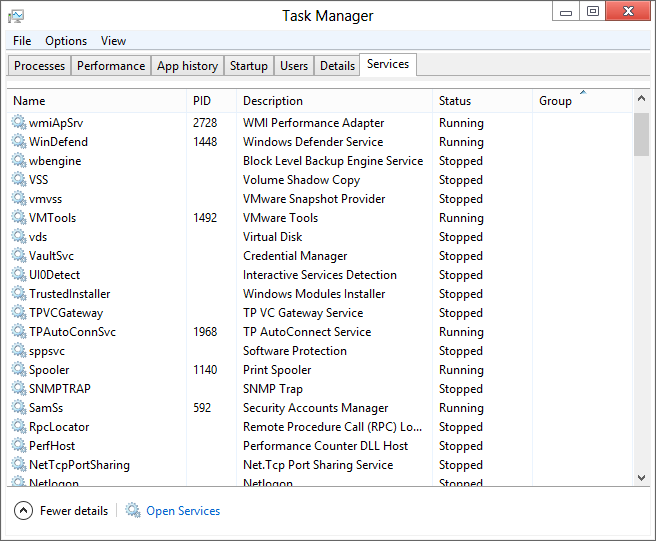 Task Manager
File Options View
Processes Performance App history Startup Users Details Services
Name PID Description Status Group
wmiApSrv 2728 WMI Performance Adapter Running
WinDefend 1448 Windows Defender Service Running
wbengine Block Level Backup Engine Service Stopped
VSS Volume Shadow Copy Stopped
vmvss VMware Snapshot Provider Stopped
VMTools 1492 VMware Tools Running
vds Virtual Disk Stopped
VaultSvc Credential Manager Stopped
UI0Detect Interactive Services Detection Stopped
TrustedInstaller Windows Modules Installer Stopped
TPVCGateway TP VC Gateway Service Stopped
TPAutoConnSvc 1968 TP AutoConnect Service Running
sppsvc Software Protection Stopped
Spooler 1140 Print Spooler Running
SNMPTRAP SNMP Trap Stopped
SamSs 592 Security Accounts Manager Running
RpcLocator Remote Procedure Call (RPC) Lo... Stopped
PerfHost Performance Counter DLL Host Stopped
NetTcpPortSharing Net.Tcp Port Sharing Service Stopped
Netlogon Netlogon Stopped
Fewer details Open Services